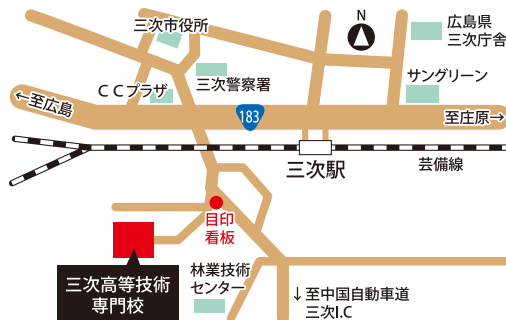 三次市役所
N
広島県
三次庁舎
CCプラザ
三次警察署
サングリーン
←至広島
183
至庄原→
三次駅
芸備線
目印
看板
三次高等技術
専門校
林業技術
センター
↓至中国自動車道
三次I.C